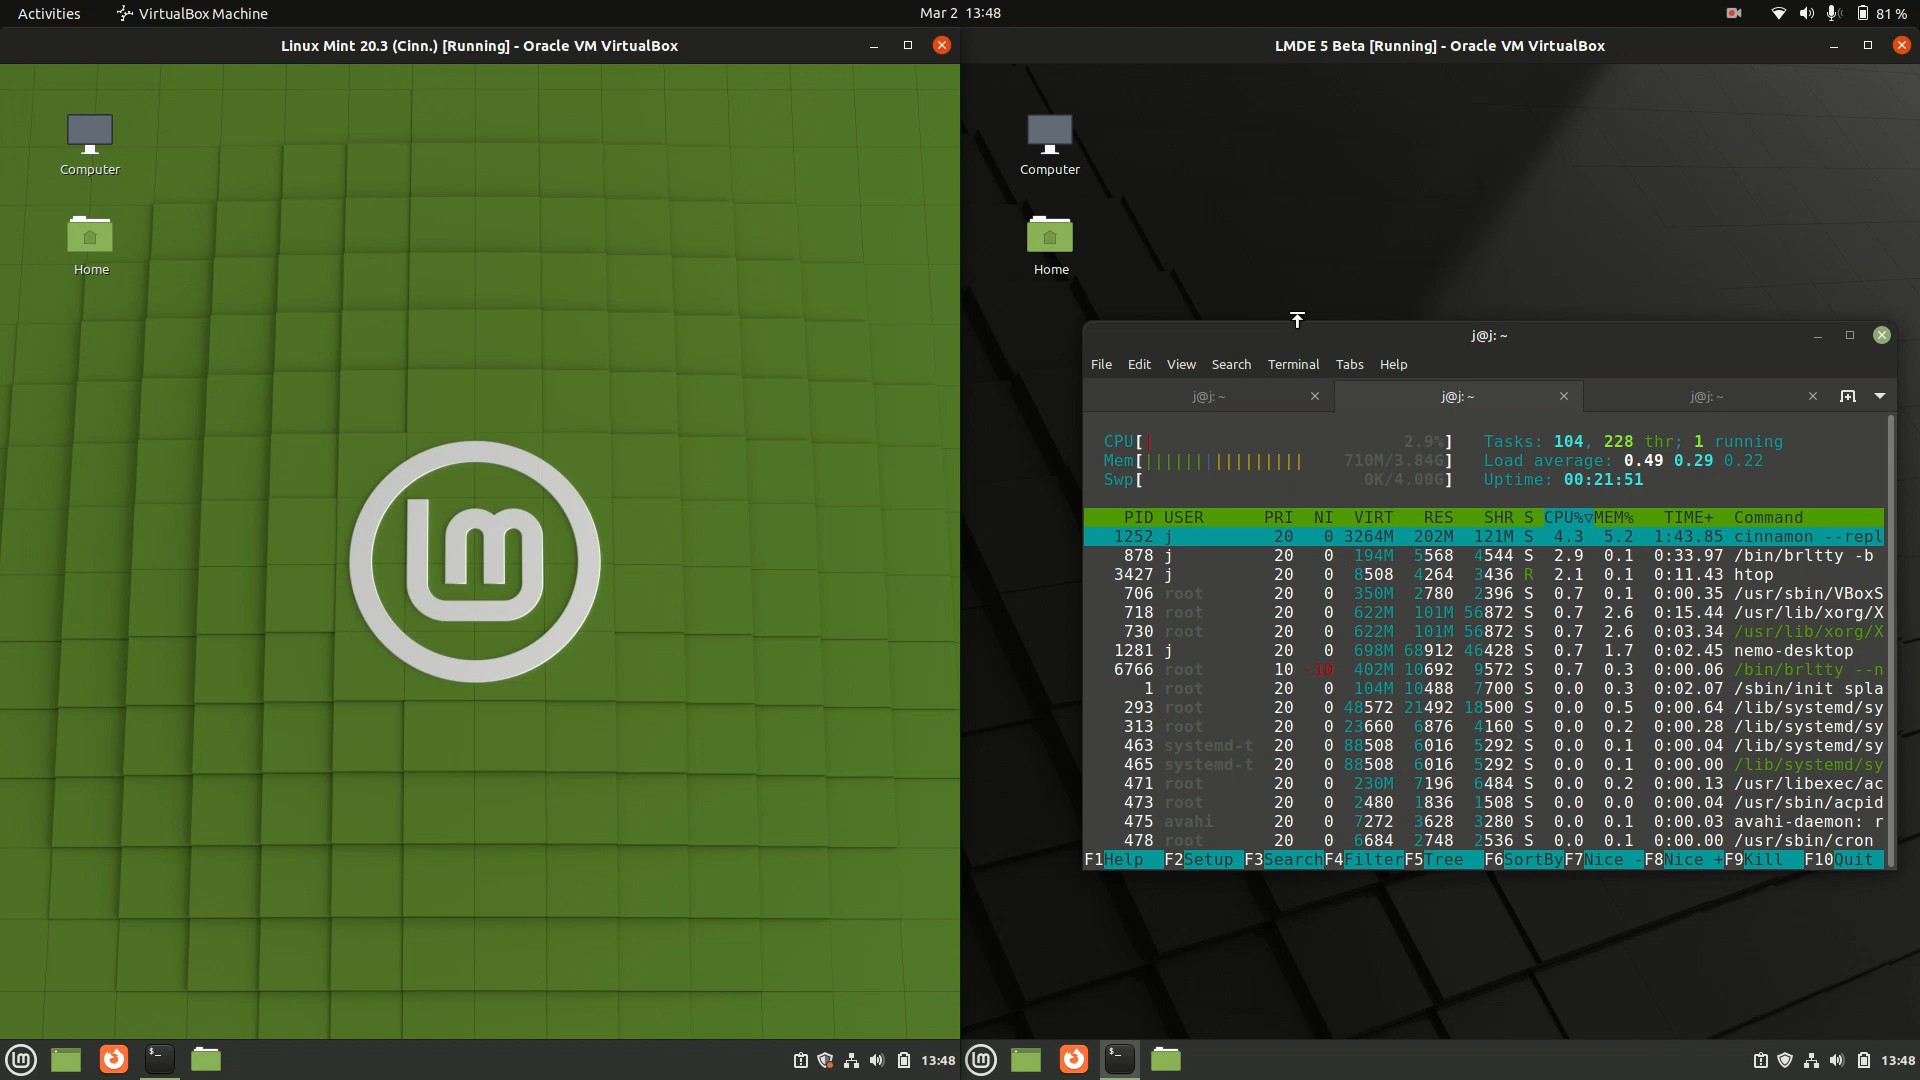 Activities VirtualBox Machine Mar 2 13:48 81 %
Linux Mint 20.3 (Cinn.) [Running] - Oracle VM VirtualBox
LMDE 5 Beta [Running] - Oracle VM VirtualBox
Computer
Home
lm
13:48
Computer
Home
j@j: ~
File Edit View Search Terminal Tabs Help
j@j: ~ j@j: ~ j@j: ~
CPU[| 2.9%] Tasks: 104, 228 thr; 1 running
Mem[|||||||||||||||| 710M/3.84G] Load average: 0.49 0.29 0.22
Swp[ 0K/4.00G] Uptime: 00:21:51
PID USER PRI NI VIRT RES SHR S CPU%▽MEM% TIME+ Command
1252 j 20 0 3264M 202M 121M S 4.3 5.2 1:43.85 cinnamon --repl
878 j 20 0 194M 5568 4544 S 2.9 0.1 0:33.97 /bin/brltty -b
3427 j 20 0 8508 4264 3436 R 2.1 0.1 0:11.43 htop
706 root 20 0 350M 2780 2396 S 0.7 0.1 0:00.35 /usr/sbin/VBoxS
718 root 20 0 622M 101M 56872 S 0.7 2.6 0:15.44 /usr/lib/xorg/X
730 root 20 0 622M 101M 56872 S 0.7 2.6 0:03.34 /usr/lib/xorg/X
1281 j 20 0 698M 68912 46428 S 0.7 1.7 0:02.45 nemo-desktop
6766 root 10 -10 402M 10692 9572 S 0.7 0.3 0:00.06 /bin/brltty --n
1 root 20 0 104M 10488 7700 S 0.0 0.3 0:02.07 /sbin/init spla
293 root 20 0 48572 21492 18500 S 0.0 0.5 0:00.64 /lib/systemd/sy
313 root 20 0 23660 6876 4160 S 0.0 0.2 0:00.28 /lib/systemd/sy
463 systemd-t 20 0 88508 6016 5292 S 0.0 0.1 0:00.04 /lib/systemd/sy
465 systemd-t 20 0 88508 6016 5292 S 0.0 0.1 0:00.00 /lib/systemd/sy
471 root 20 0 230M 7196 6484 S 0.0 0.2 0:00.13 /usr/libexec/ac
473 root 20 0 2480 1836 1508 S 0.0 0.0 0:00.04 /usr/sbin/acpid
475 avahi 20 0 7272 3628 3280 S 0.0 0.1 0:00.03 avahi-daemon: r
478 root 20 0 6684 2748 2536 S 0.0 0.1 0:00.00 /usr/sbin/cron
F1Help F2Setup F3SearchF4FilterF5Tree F6SortByF7Nice -F8Nice +F9Kill F10Quit
13:48